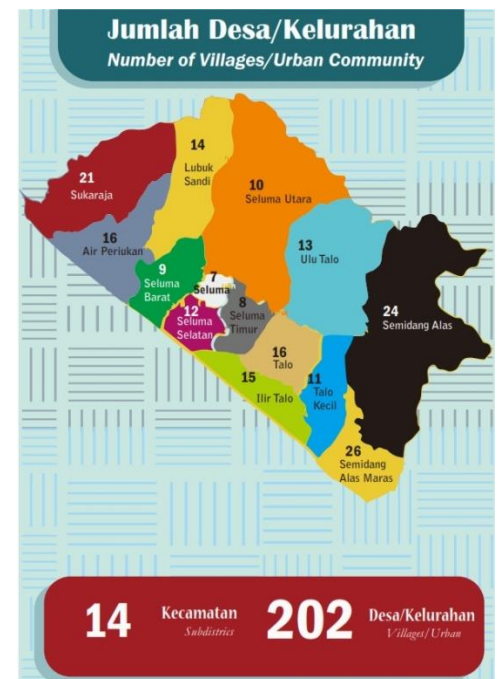 Jumlah Desa/Kelurahan
Number of Villages/Urban Community
14
Lubuk
Sandi
21
Sukaraja
10
Seluma Utara
16
Air Periukan
13
Ulu Talo
9
Seluma
Barat
7
Seluma
24
Semidang Alas
12
Seluma
Selatan
8
Seluma
Timur
16
Talo
15
Ilir Talo
11
Talo
Kecil
26
Semidang
Alas Maras
14
Kecamatan
Subdistrics
202
Desa/Kelurahan
Villages/Urban